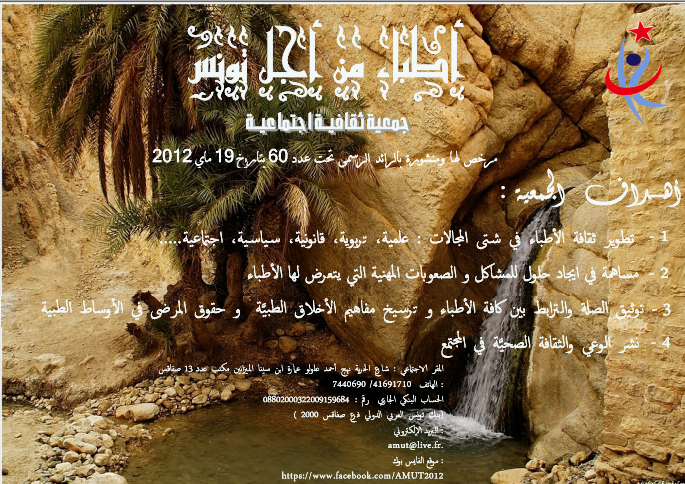 أطباء من أجل تونس
جمعية ثقافية اجتماعية
مرخص لها ومنشورة بالرائد الرسمي تحت عدد 60 بتاريخ 19 ماي 2012
أهداف الجمعية :
1 - تطوير ثقافة الأطباء في شتى المجالات : علمية، تربوية، قانونية، سياسية، اجتماعية.....
2 - مساهمة في ايجاد حلول للمشاكل و الصعوبات المهنية التي يتعرض لها الأطباء
3 - توثيق الصلة والترابط بين كافة الأطباء و ترسيخ مفاهيم الأخلاق الطبيّة و حقوق المرضى في الأوساط الطبية
4 - نشر الوعي والثقافة الصحيّة في المجتمع
المقر الاجتماعي : شارع الحرية نهج أحمد علولو عمارة ابن سينا الميزانين مكتب عدد 13 صفاقس
الهاتف : 41691710/ 7440690
الحساب البنكي الجاري رقم : 08802000322009159684
(بنك تونس العربي الدولي فرع صفاقس 2000 )
البريد الإلكتروني :
amut@live.fr.
موقع الفايس بوك :
https://www.facebook.com/AMUT2012